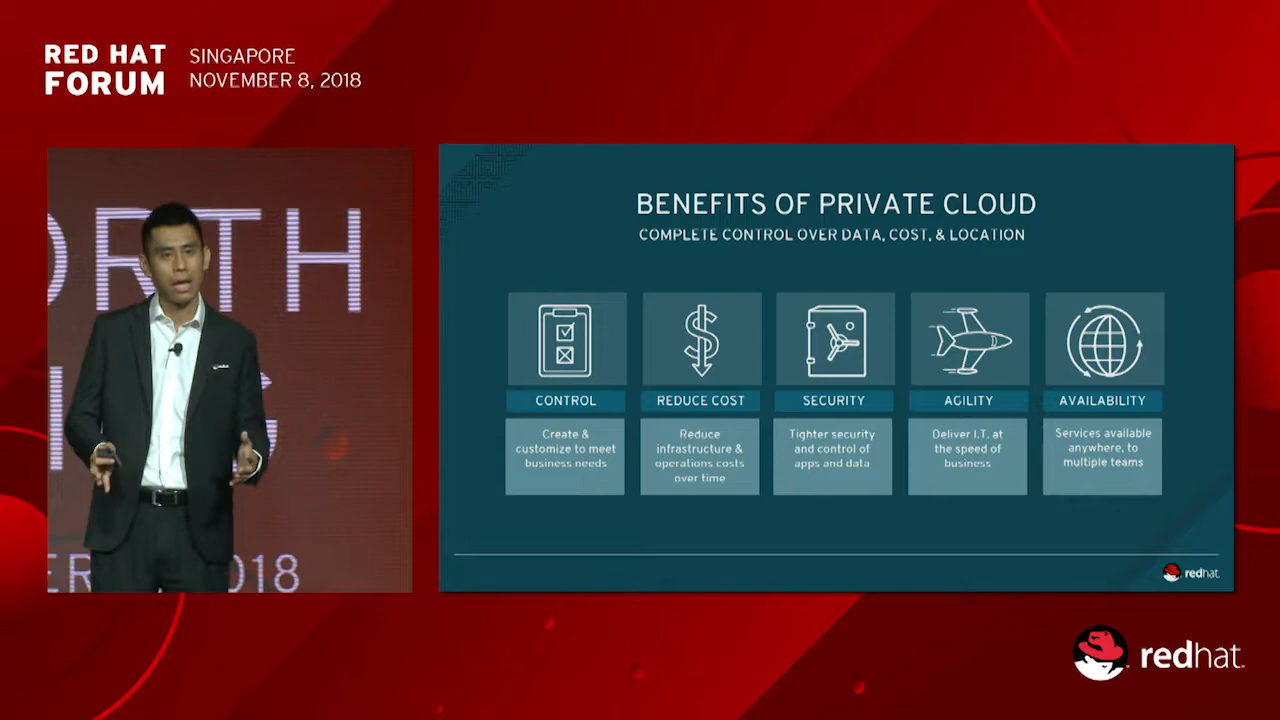 RED HAT
FORUM
SINGAPORE
NOVEMBER 8, 2018
ORTH
ER
018
BENEFITS OF PRIVATE CLOUD
COMPLETE CONTROL OVER DATA, COST, & LOCATION
CONTROL
Create &
customize to meet
business needs
REDUCE COST
Reduce
infrastructure &
operations costs
over time
SECURITY
Tighter security
and control of
apps and data
AGILITY
Deliver I.T. at
the speed of
business
AVAILABILITY
Services available
anywhere, to
multiple teams
redhat.
redhat.